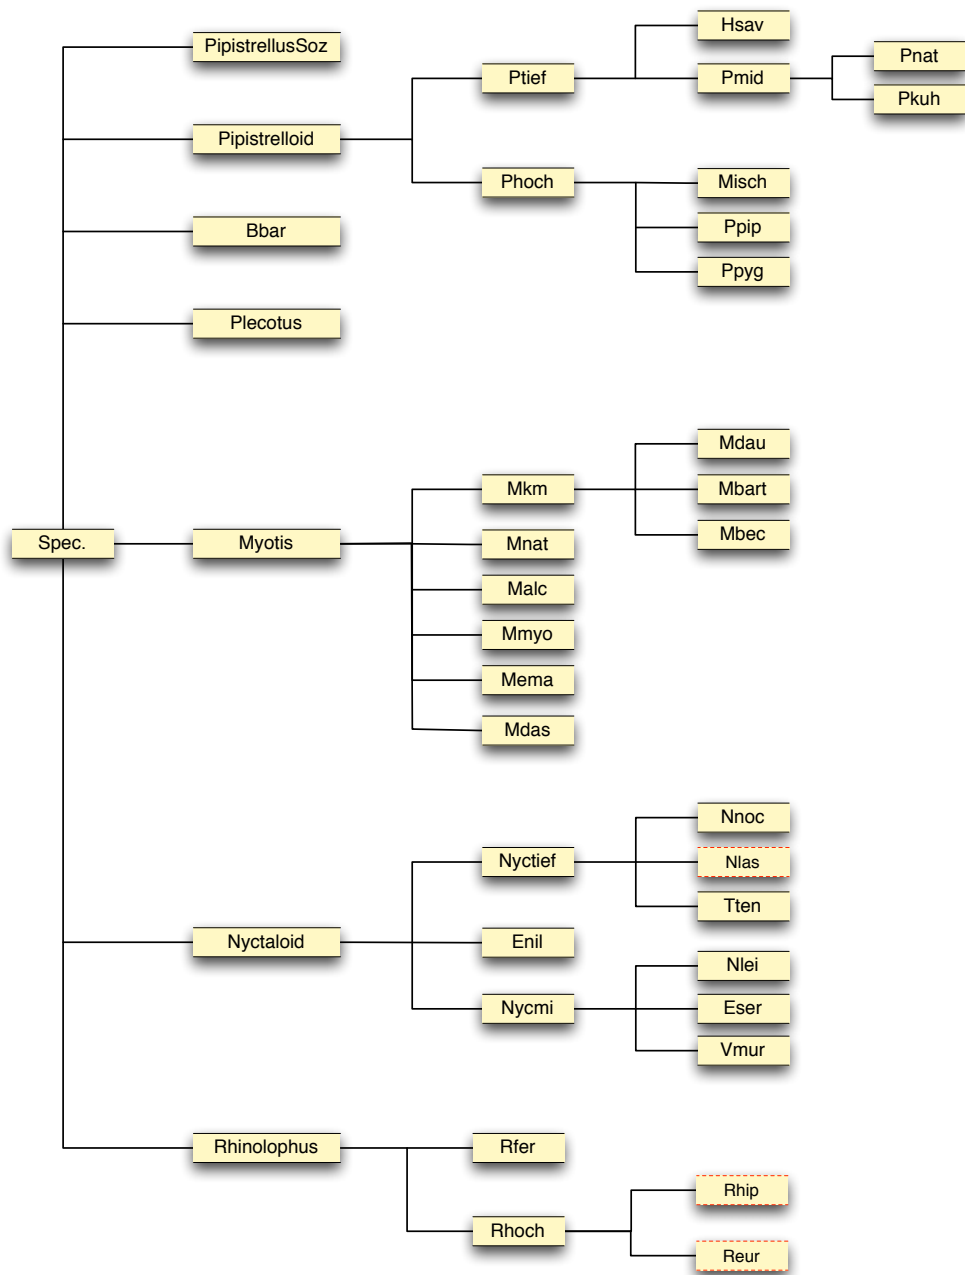 Hsav
PipistrellusSoz
Pnat
Ptief
Pmid
Pkuh
Pipistrelloid
Phoch
Misch
Ppip
Bbar
Ppyg
Plecotus
Mdau
Mkm
Mbart
Mbec
Spec.
Myotis
Mnat
Malc
Mmyo
Mema
Mdas
Nnoc
Nyctief
Nlas
Tten
Nyctaloid
Enil
Nlei
Nycmi
Eser
Vmur
Rhinolophus
Rfer
Rhip
Rhoch
Reur